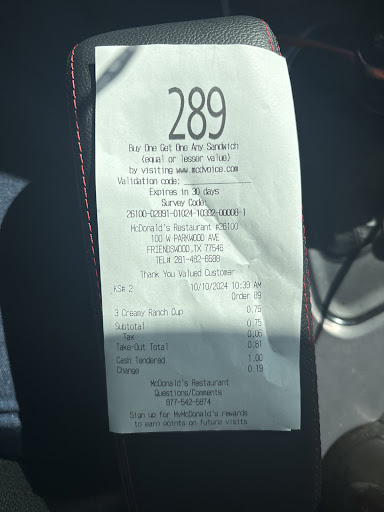 289
Buy One Get One Any Sandwich
(equal or lesser value)
by visiting www.mcdvoice.com
Validation code:
Expires in 30 days
Survey Code:
26100-02891-01024-10392-00008-1
McDonald's Restaurant #26100
100 W PARKWOOD AVE
FRIENDSWOOD,TX 77546
TEL# 281-482-6588
Thank You Valued Customer
KS# 2 10/10/2024 10:39 AM
Order 89
3 Creamy Ranch Cup 0.75
Subtotal 0.75
Tax 0.06
Take-Out Total 0.81
Cash Tendered 1.00
Change 0.19
McDonald's Restaurant
Questions/Comments
877-542-5874
Sign up for MyMcDonald's rewards
to earn points on future visits